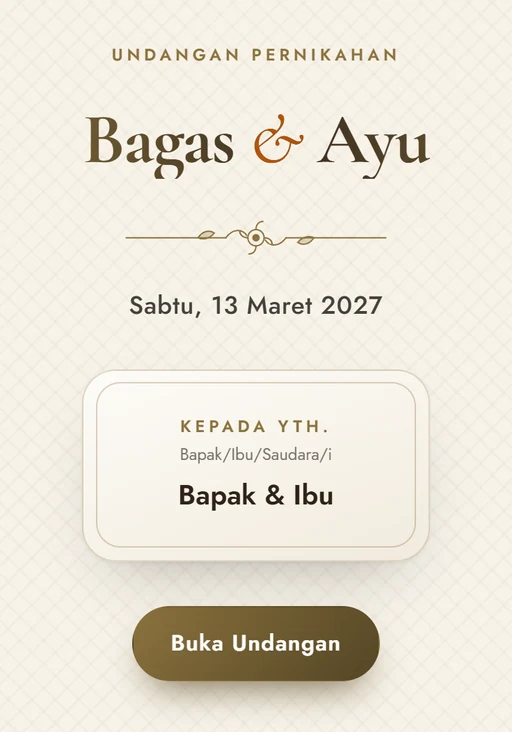 UNDANGAN PERNIKAHAN
Bagas & Ayu
Sabtu, 13 Maret 2027
KEPADA YTH.
Bapak/Ibu/Saudara/i
Bapak & Ibu
Buka Undangan